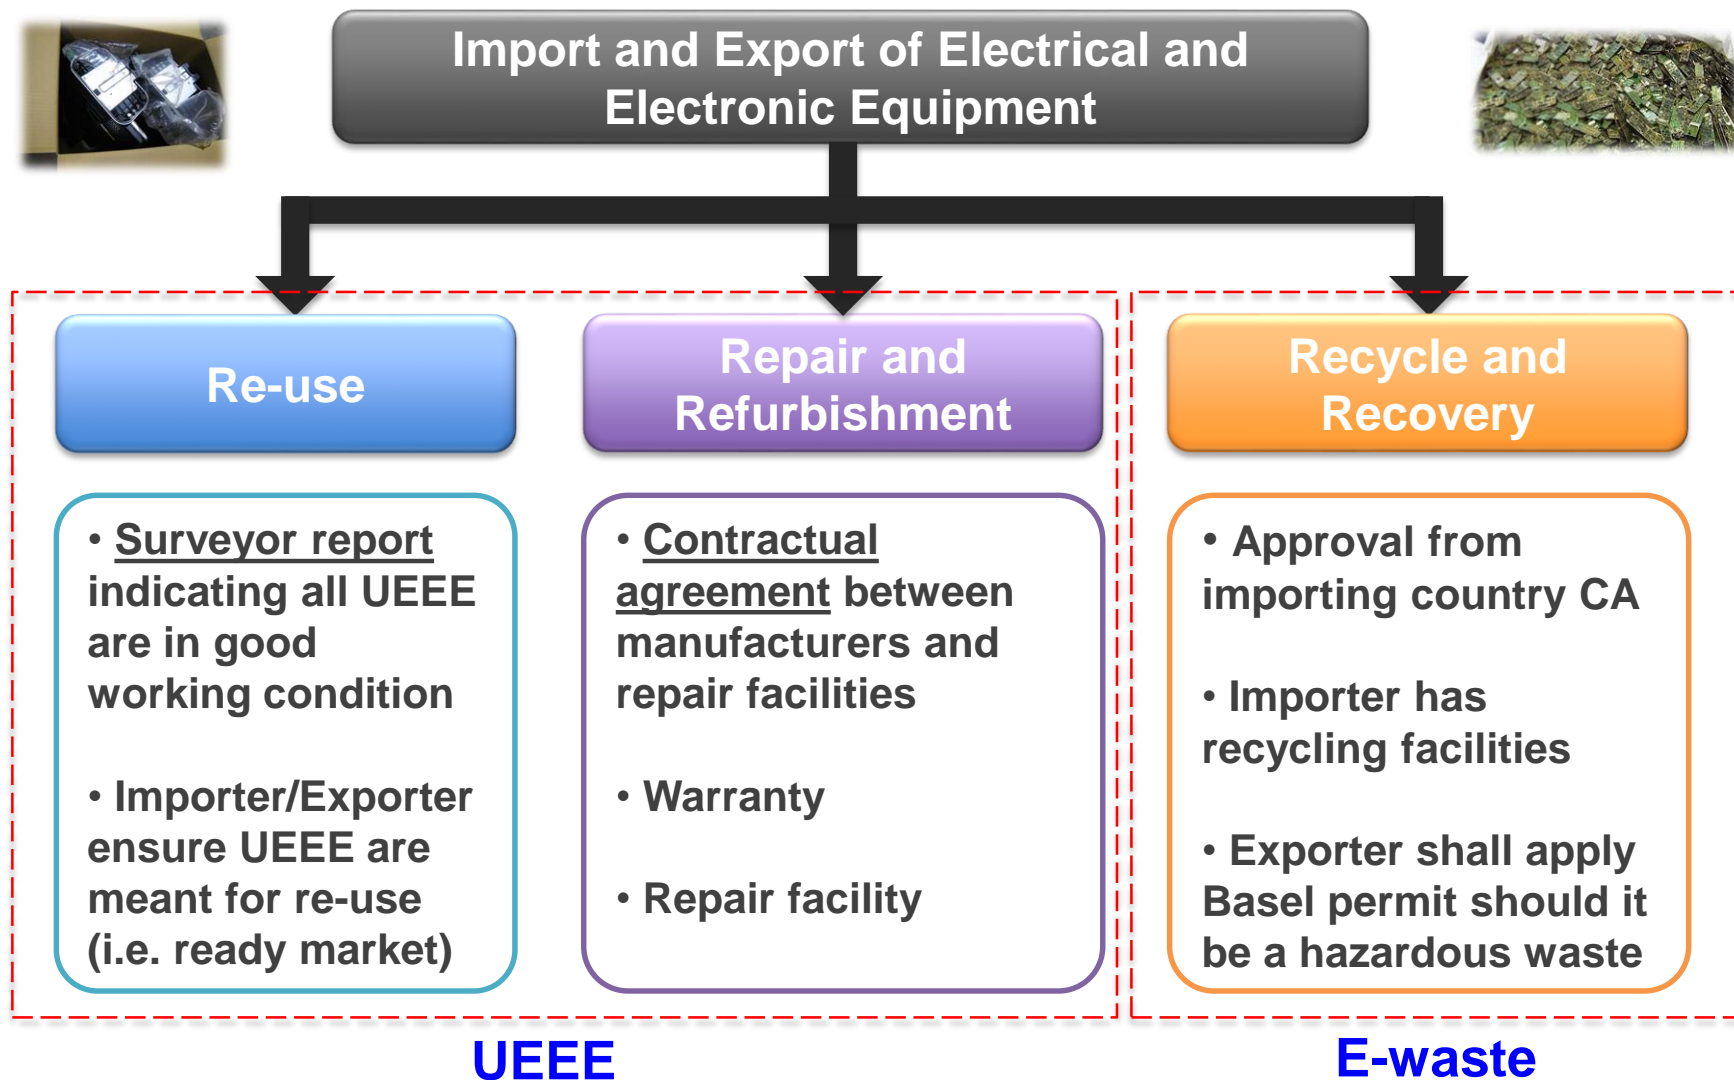 Import and Export of Electrical and
Electronic Equipment
Re-use
• Surveyor report
indicating all UEEE
are in good
working condition
• Importer/Exporter
ensure UEEE are
meant for re-use
(i.e. ready market)
Repair and
Refurbishment
• Contractual
agreement between
manufacturers and
repair facilities
• Warranty
• Repair facility
Recycle and
Recovery
• Approval from
importing country CA
• Importer has
recycling facilities
• Exporter shall apply
Basel permit should it
be a hazardous waste
UEEE
E-waste